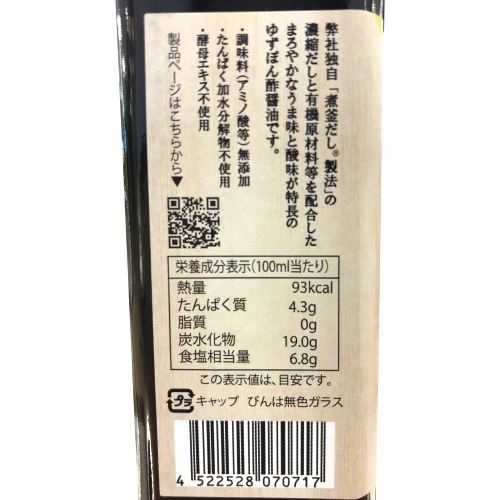 弊社独自「煮釜だし®製法」の
濃縮だしと有機原材料等を配合した
まろやかなうま味と酸味が特長の
ゆずぽん酢醤油です。
・調味料(アミノ酸等)無添加
・たんぱく加水分解物不使用
・酵母エキス不使用
製品ページはこちらから▼
栄養成分表示(100ml当たり)
熱量 93kcal
たんぱく質 4.3g
脂質 0g
炭水化物 19.0g
食塩相当量 6.8g
この表示値は、目安です。
プラ キャップ びんは無色ガラス
4 522528 070717